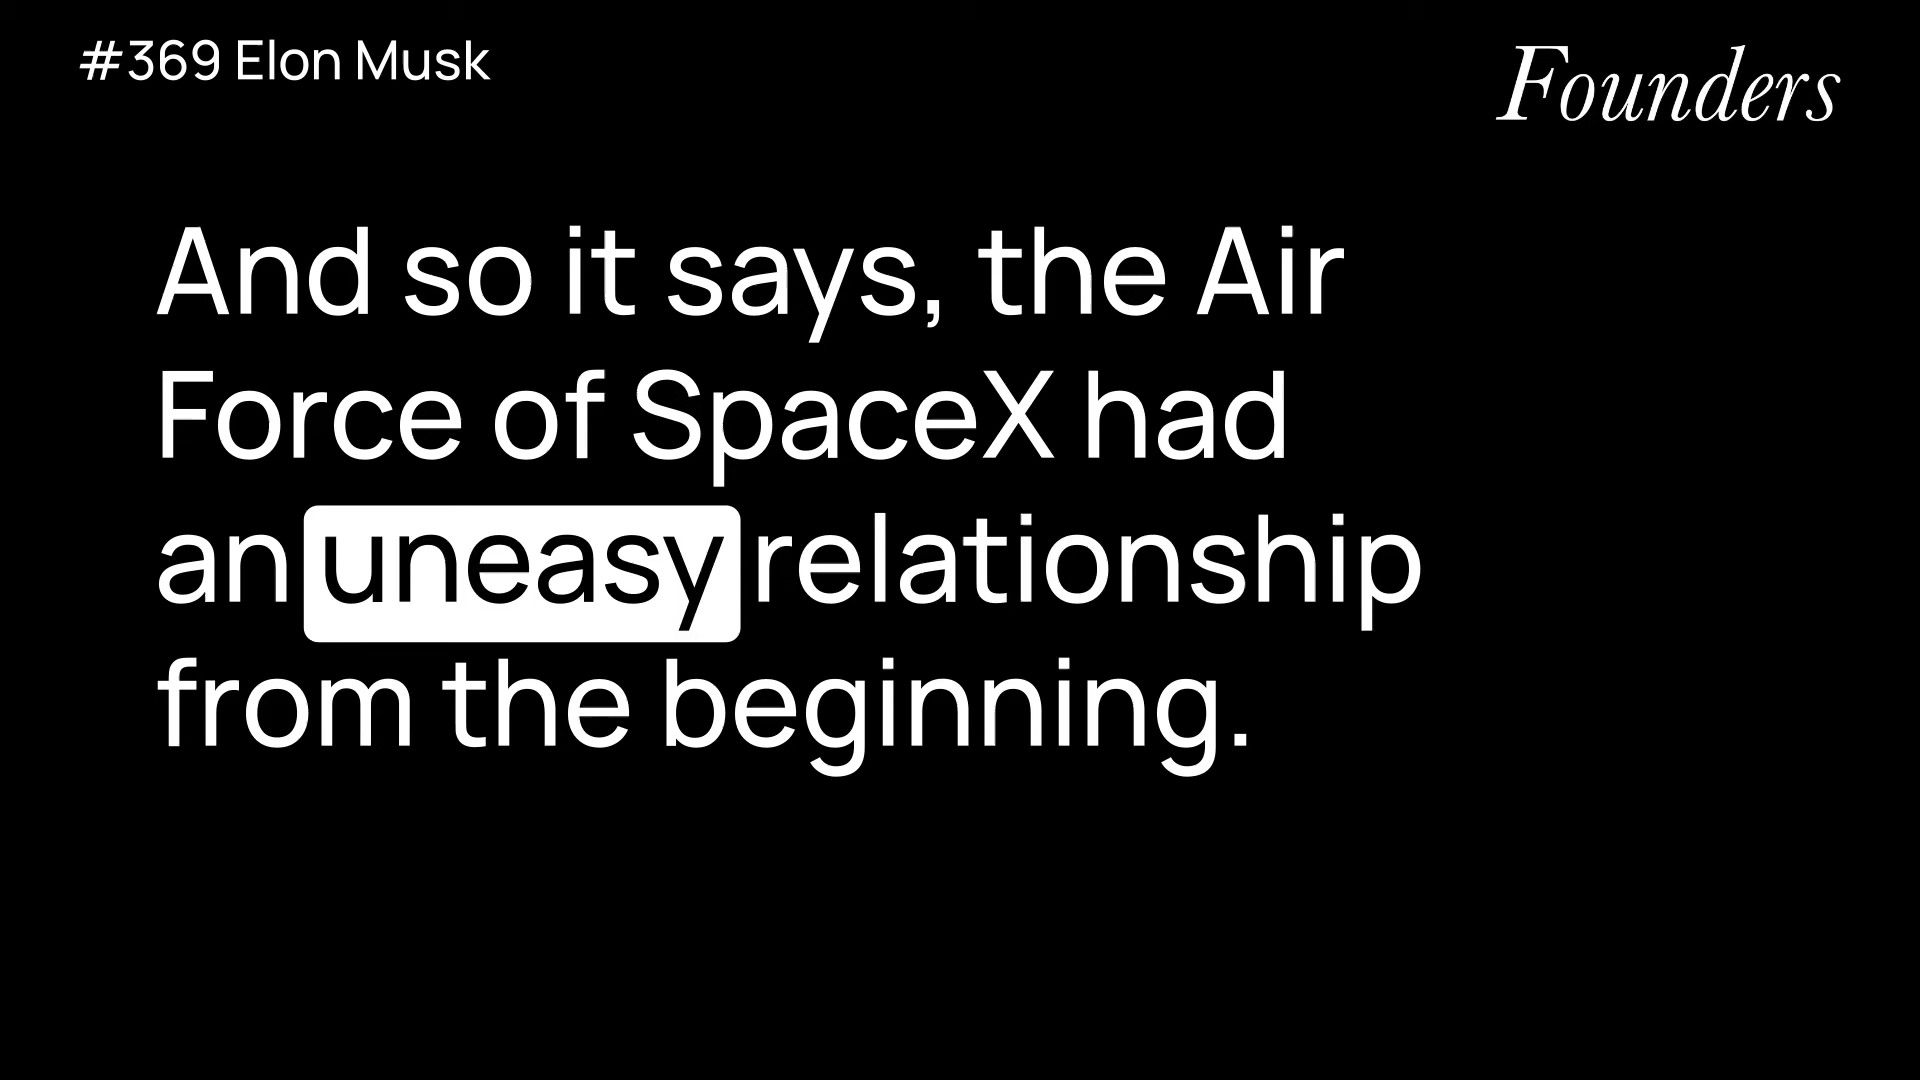 #369 Elon Musk
Founders
And so it says, the Air
Force of SpaceX had
an uneasy relationship
from the beginning.